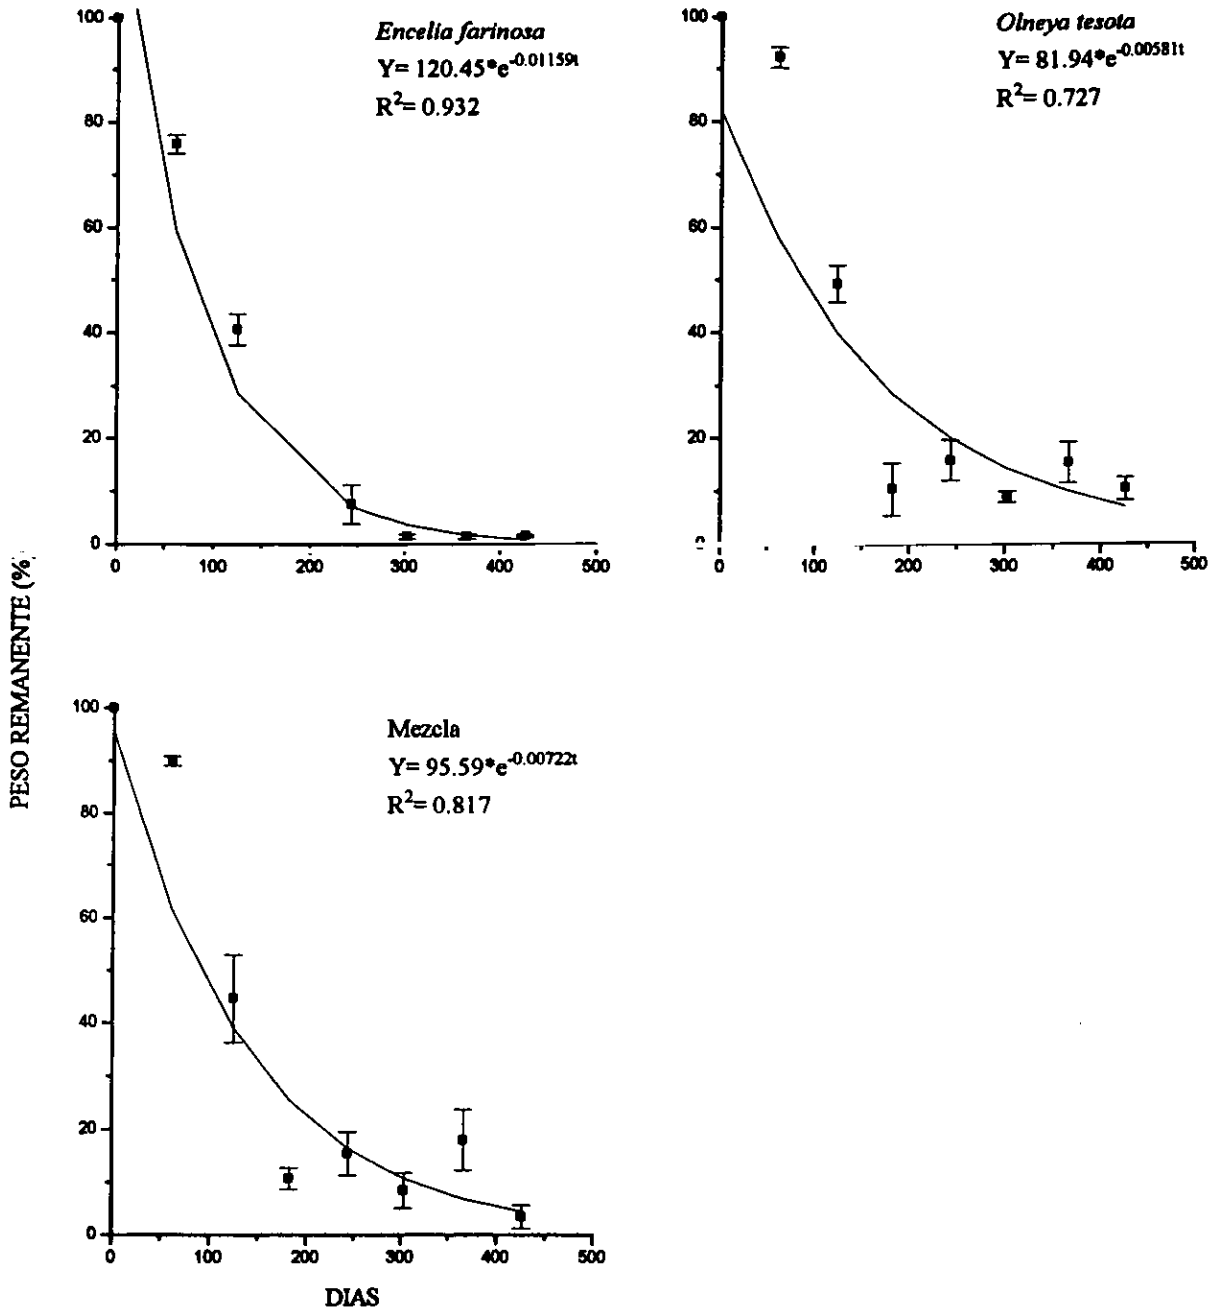 Encelia farinosa
Y= 120.45*e^-0.01159t
R²= 0.932
100
80
60
40
20
0
0 100 200 300 400 500
Olneya tesota
Y= 81.94*e^-0.00581t
R²= 0.727
100
80
60
40
20
0 100 200 300 400 500
PESO REMANENTE (%)
Mezcla
Y= 95.59*e^-0.00722t
R²= 0.817
100
80
60
40
20
0
0 100 200 300 400 500
DIAS